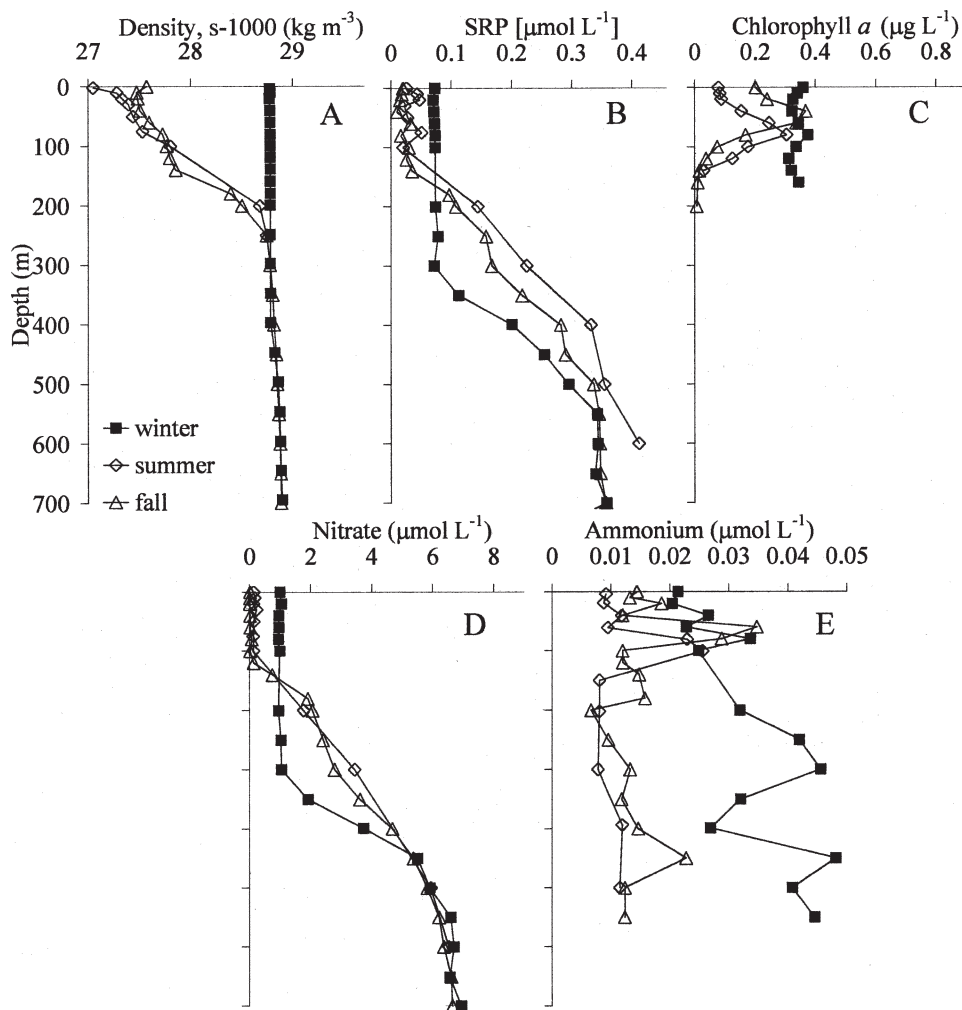 Density, s-1000 (kg m-3)
27 28 29
SRP [μmol L-1]
0 0.1 0.2 0.3 0.4
Chlorophyll a (μg L-1)
0 0.2 0.4 0.6 0.8
0
100
200
300
400
500
600
700
Depth (m)
A
B
C
winter
summer
fall
Nitrate (μmol L-1)
0 2 4 6 8
Ammonium (μmol L-1)
0 0.01 0.02 0.03 0.04 0.05
D
E